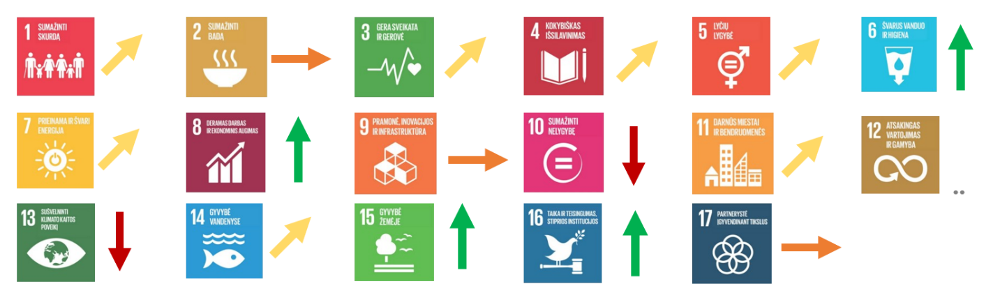 1 SUMAŽINTI
SKURDĄ
2 SUMAŽINTI
BADĄ
3 GERA SVEIKATA
IR GEROVĖ
4 KOKYBIŠKAS
IŠSILAVINIMAS
5 LYČIŲ
LYGYBĖ
6 ŠVARUS VANDUO
IR HIGIENA
7 PRIEINAMA IR ŠVARI
ENERGIJA
8 DERAMAS DARBAS
IR EKONOMINIS AUGIMAS
9 PRAMONĖ, INOVACIJOS
IR INFRASTRUKTŪRA
10 SUMAŽINTI
NELYGYBĘ
11 DARNŪS MIESTAI
IR BENDRUOMENĖS
12 ATSAKINGAS
VARTOJIMAS
IR GAMYBA
13 SUŠVELNINTI
KLIMATO KAITOS
POVEIKĮ
14 GYVYBĖ
VANDENYSE
15 GYVYBĖ
ŽEMĖJE
16 TAIKA IR TEISINGUMAS,
STIPRIOS INSTITUCIJOS
17 PARTNERYSTĖ
ĮGYVENDINANT TIKSLUS